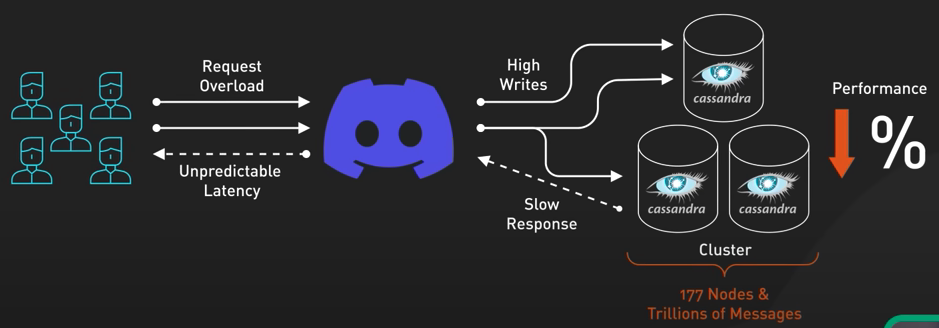 Request
Overload
Unpredictable
Latency
High
Writes
Slow
Response
cassandra
cassandra
cassandra
Performance
%
Cluster
177 Nodes &
Trillions of Messages